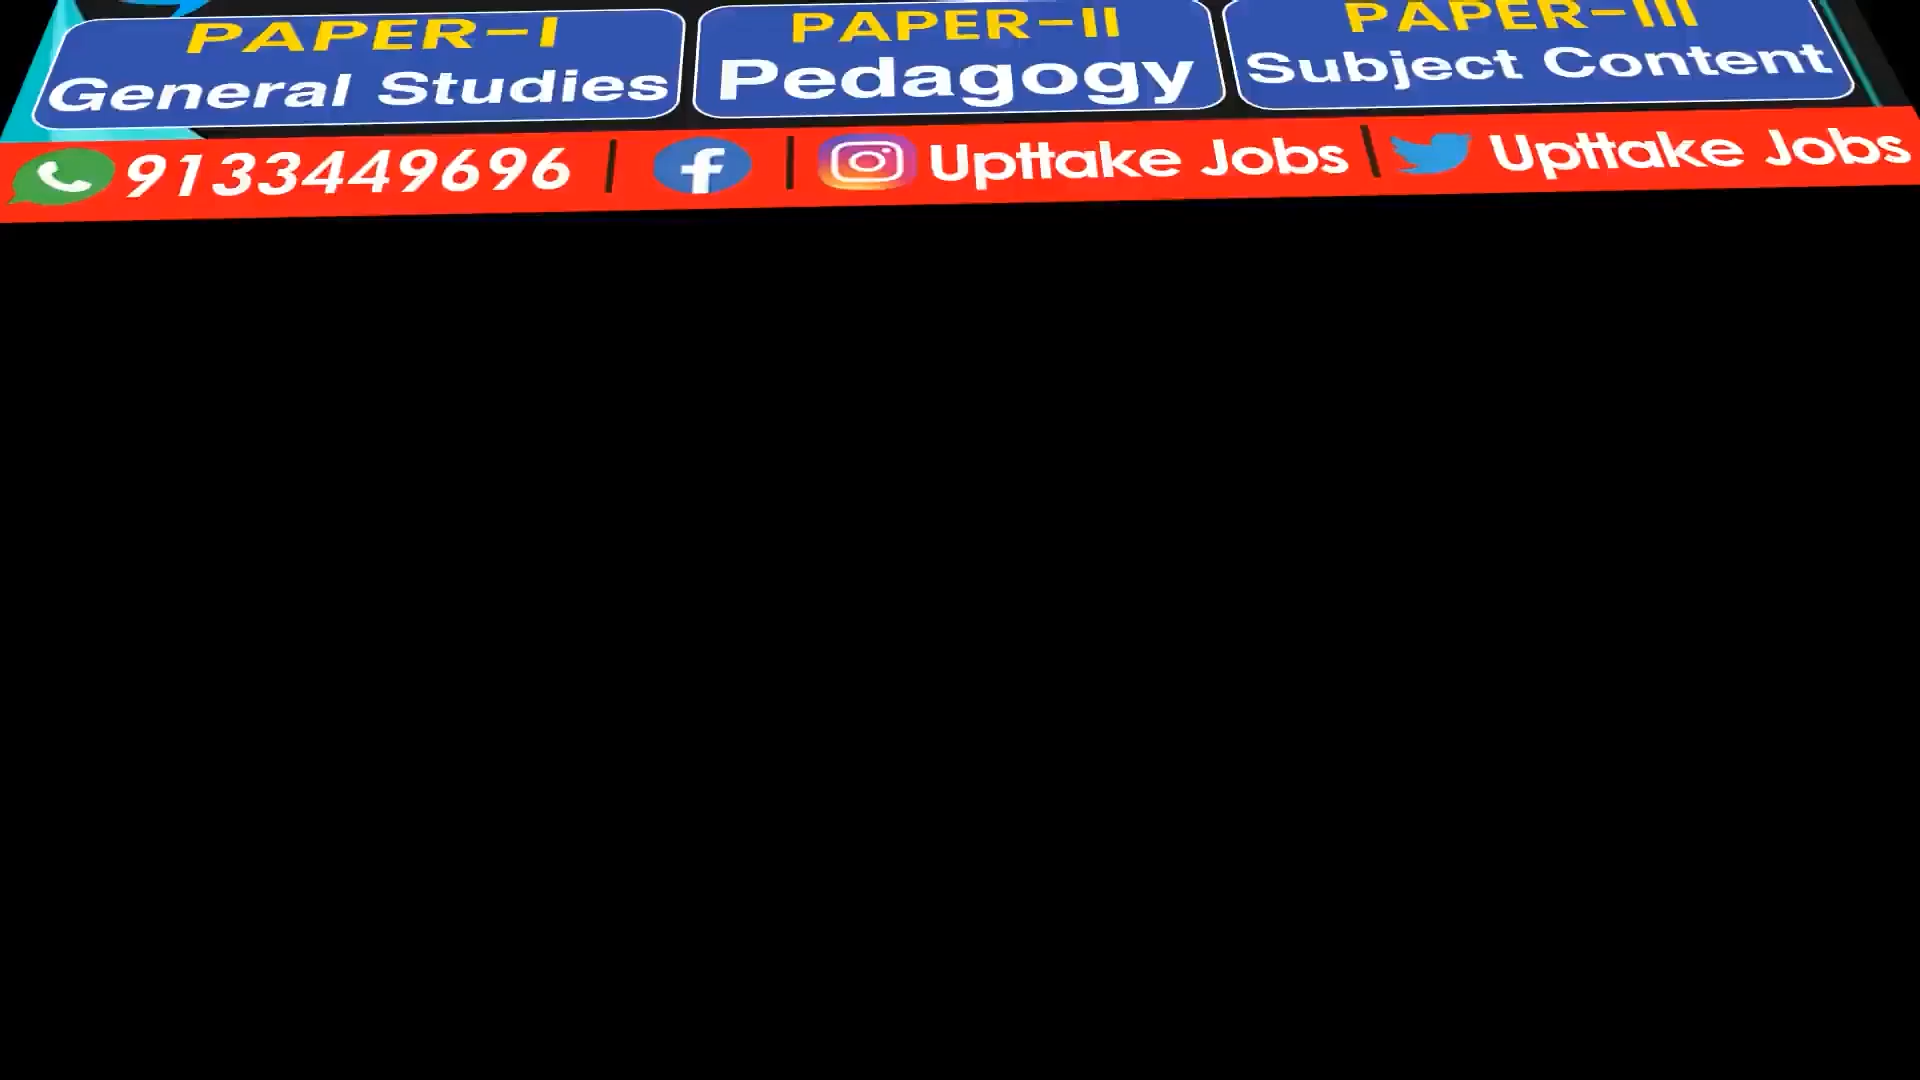 PAPER-I
General Studies
PAPER-II
Pedagogy
PAPER-III
Subject Content
9133449696 | | Upttake Jobs | Upttake Jobs